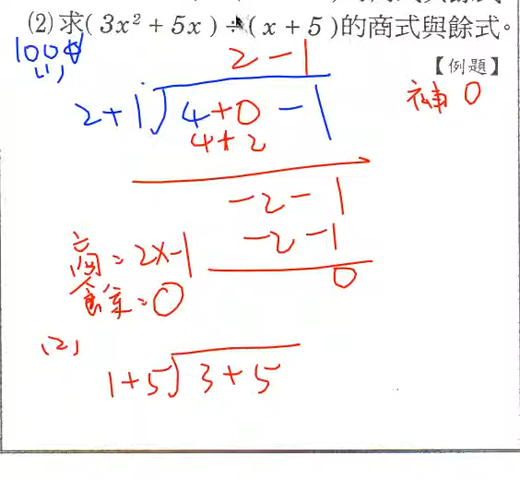 (2)求( 3x² + 5x ) ÷ ( x + 5 )的商式與餘式。
【例題】
(1)
補 0
2 - 1
2 + 1 4 + 0 - 1
4 + 2
- 2 - 1
- 2 - 1
0
商 = 2x - 1
餘 = 0
(2)
1 + 5 3 + 5